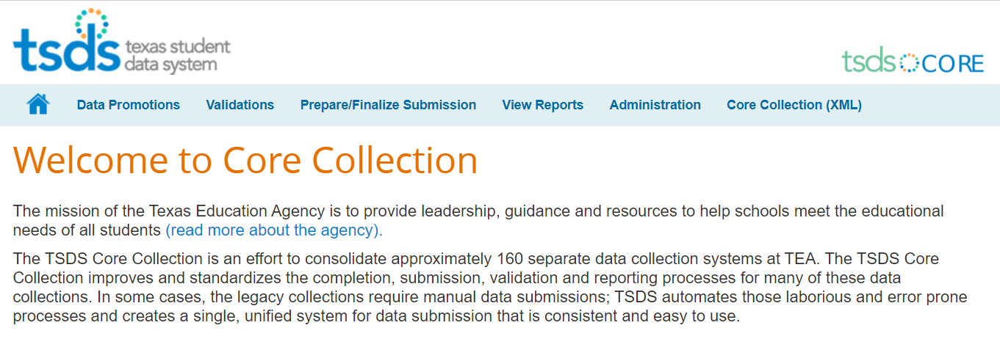 tsds texas student
data system
tsds CORE
Data Promotions Validations Prepare/Finalize Submission View Reports Administration Core Collection (XML)
Welcome to Core Collection
The mission of the Texas Education Agency is to provide leadership, guidance and resources to help schools meet the educational
needs of all students (read more about the agency).
The TSDS Core Collection is an effort to consolidate approximately 160 separate data collection systems at TEA. The TSDS Core
Collection improves and standardizes the completion, submission, validation and reporting processes for many of these data
collections. In some cases, the legacy collections require manual data submissions; TSDS automates those laborious and error prone
processes and creates a single, unified system for data submission that is consistent and easy to use.